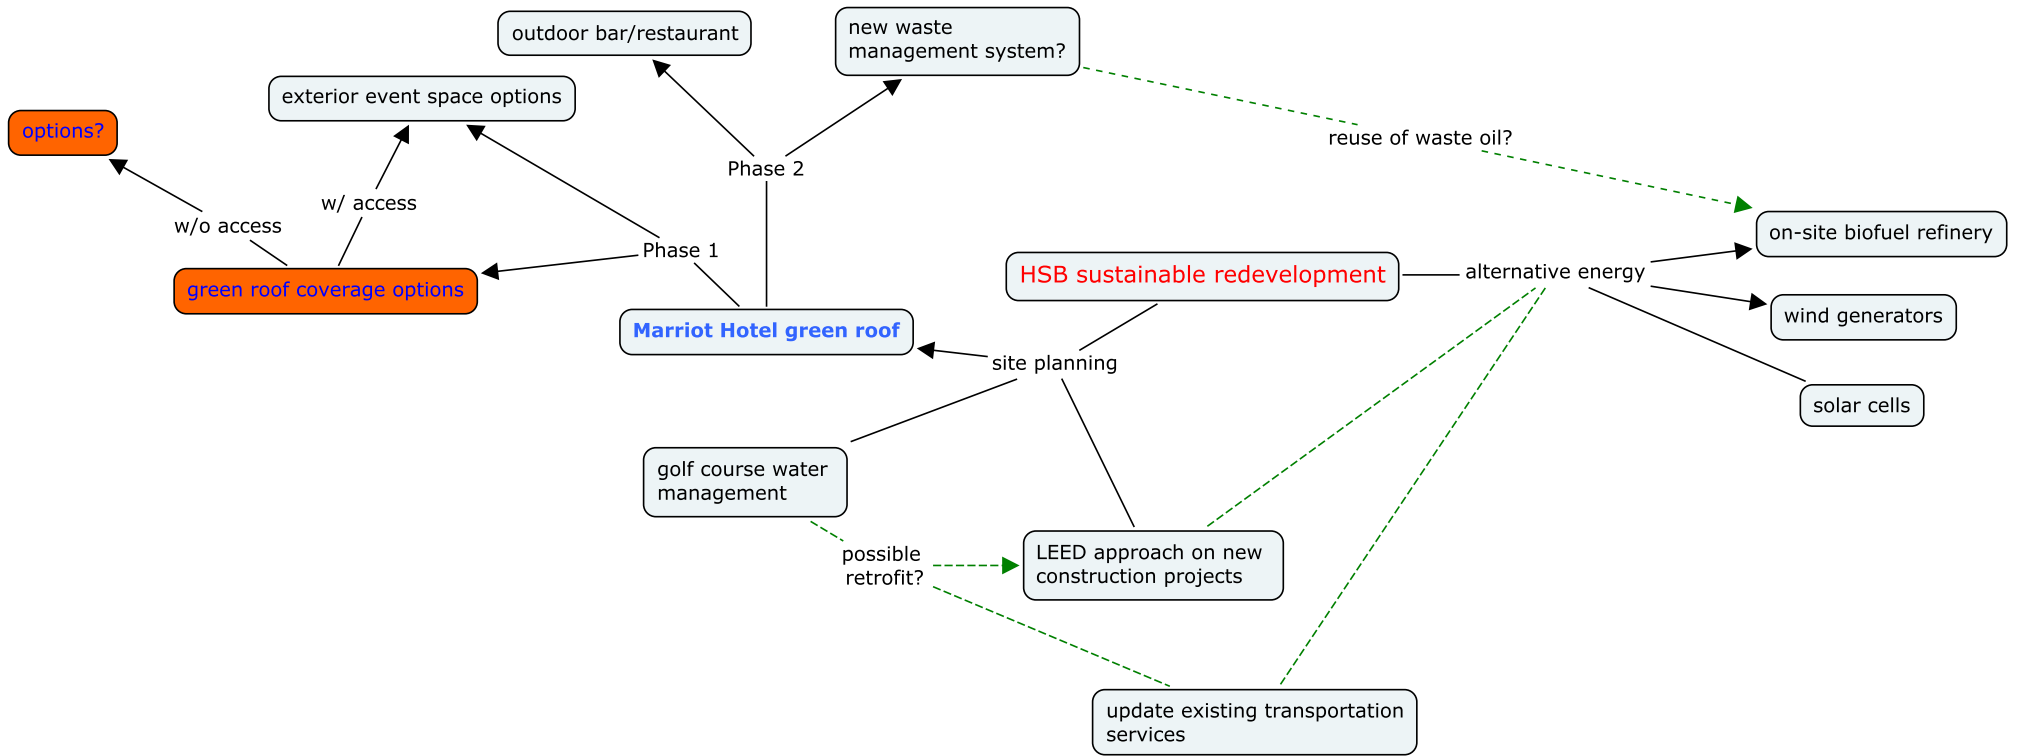 outdoor bar/restaurant
new waste
management system?
exterior event space options
options?
reuse of waste oil?
Phase 2
w/ access
w/o access
on-site biofuel refinery
Phase 1
HSB sustainable redevelopment
alternative energy
green roof coverage options
wind generators
Marriot Hotel green roof
site planning
solar cells
golf course water
management
possible
retrofit?
LEED approach on new
construction projects
update existing transportation
services